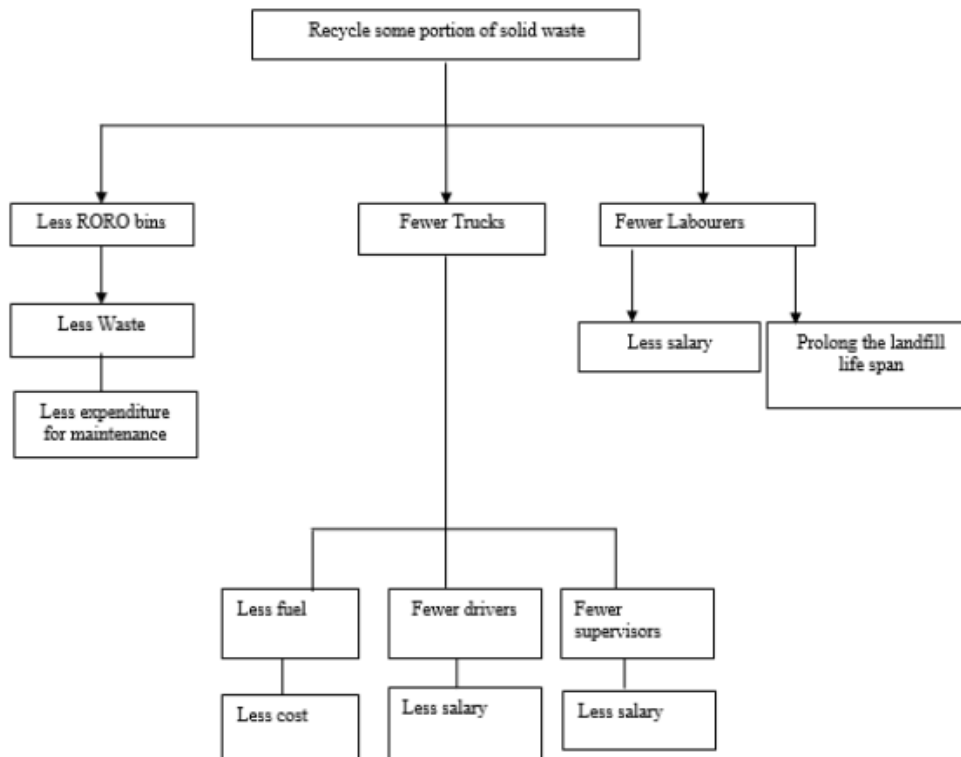 Recycle some portion of solid waste
Less RORO bins
Fewer Trucks
Fewer Labourers
Less Waste
Less salary
Prolong the landfill
life span
Less expenditure
for maintenance
Less fuel
Fewer drivers
Fewer
supervisors
Less cost
Less salary
Less salary